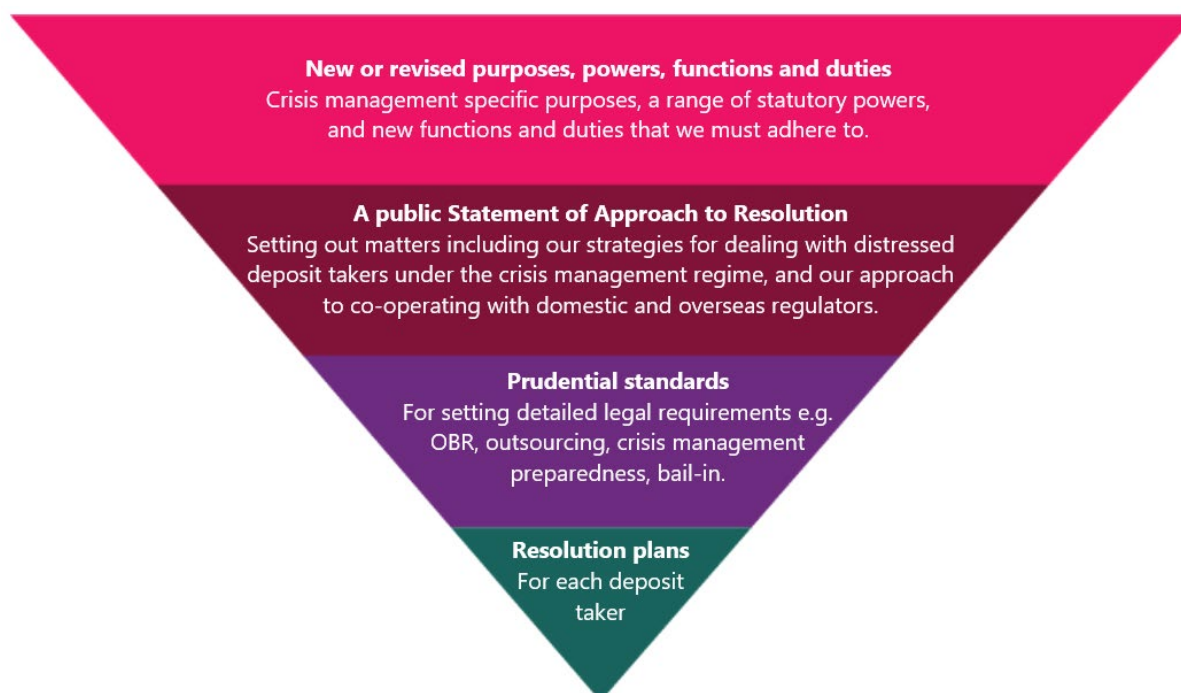 New or revised purposes, powers, functions and duties
Crisis management specific purposes, a range of statutory powers,
and new functions and duties that we must adhere to.
A public Statement of Approach to Resolution
Setting out matters including our strategies for dealing with distressed
deposit takers under the crisis management regime, and our approach
to co-operating with domestic and overseas regulators.
Prudential standards
For setting detailed legal requirements e.g.
OBR, outsourcing, crisis management
preparedness, bail-in.
Resolution plans
For each deposit
taker